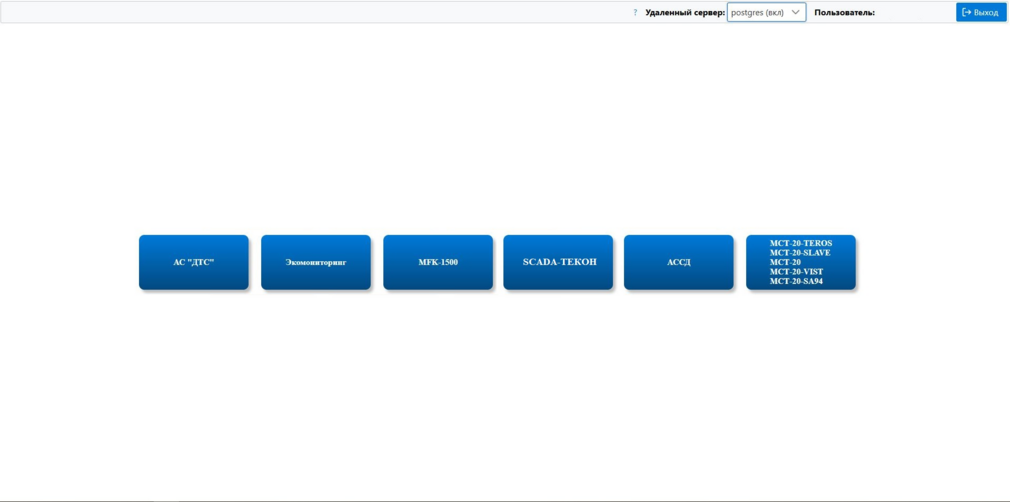 ? Удаленный сервер: postgres (вкл) Пользователь: Выход
АС "ДТС"
Экомониторинг
MFK-1500
SCADA-ТЕКОН
АССД
МСТ-20-TEROS
МСТ-20-SLAVE
МСТ-20
МСТ-20-VIST
МСТ-20-SA94